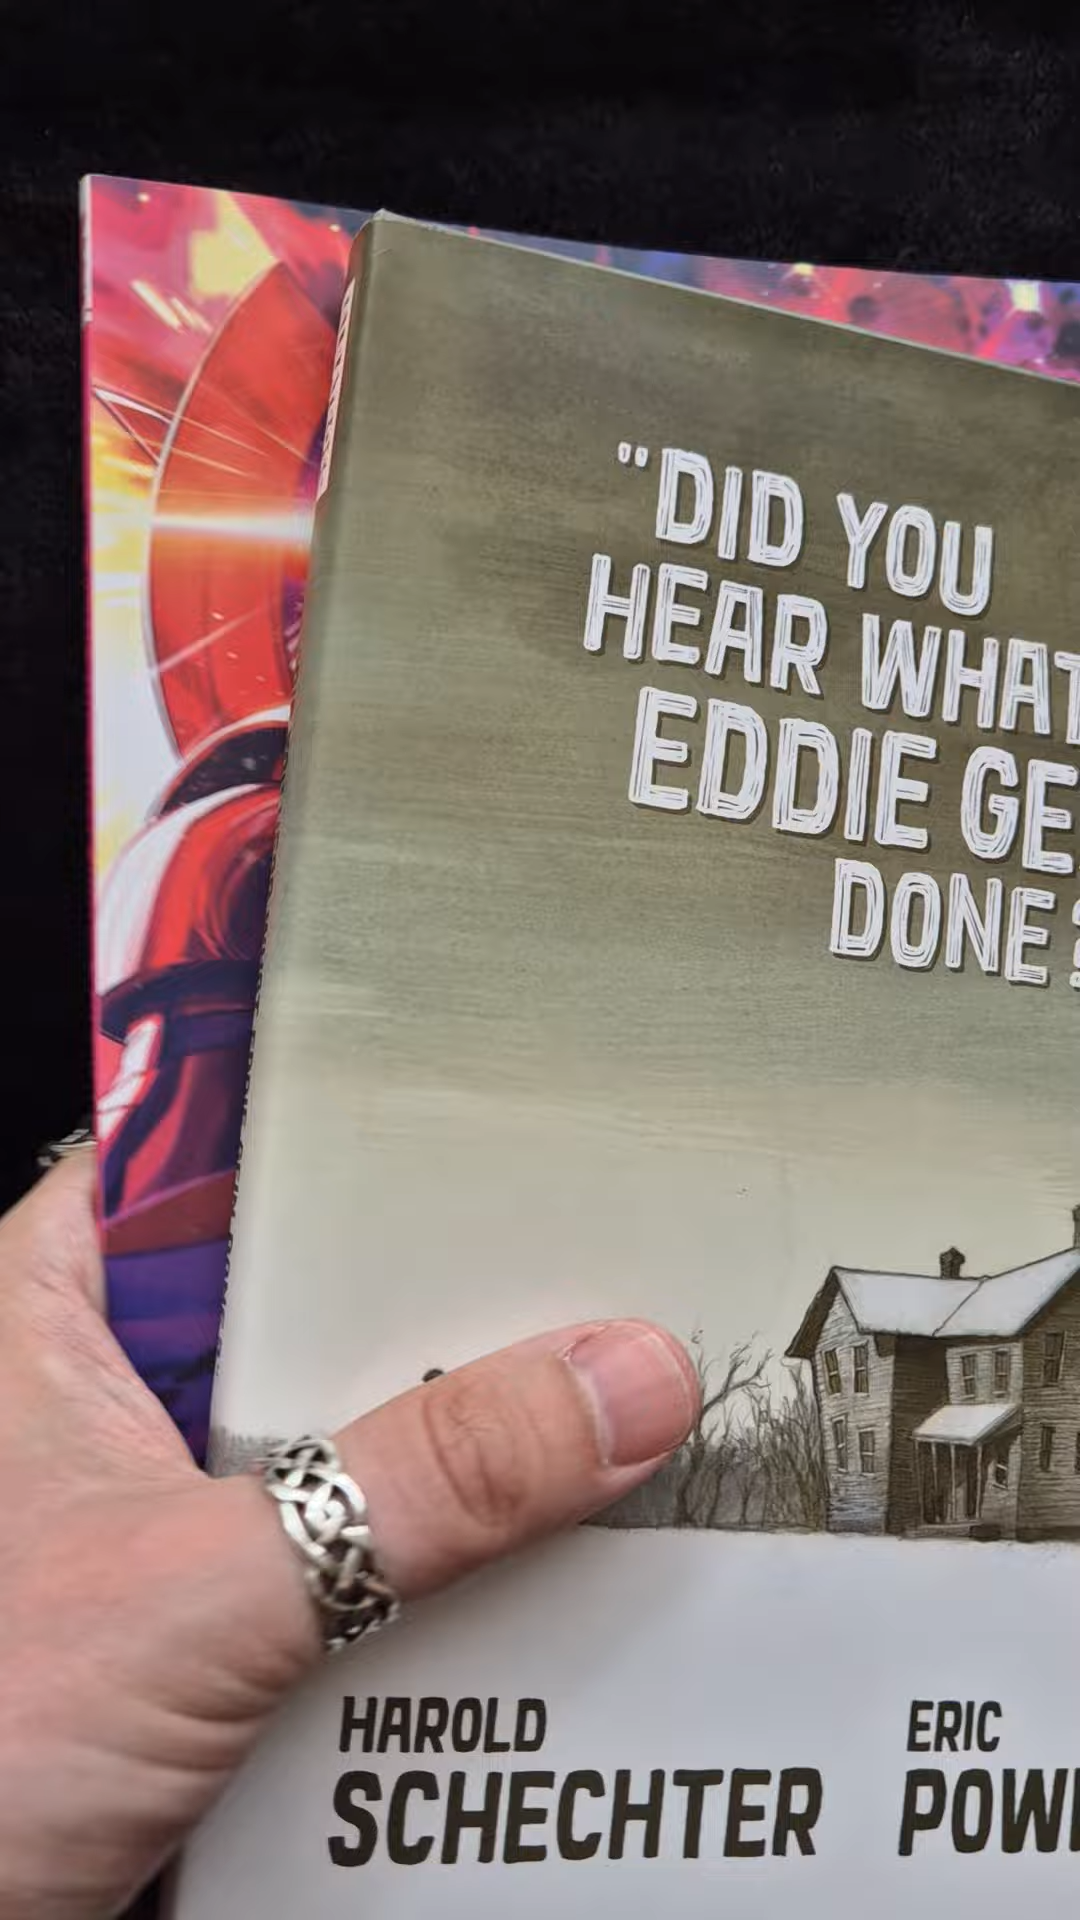 "DID YOU
HEAR WHAT
EDDIE GE
DONE?
HAROLD
ERIC
SCHECHTER
POW